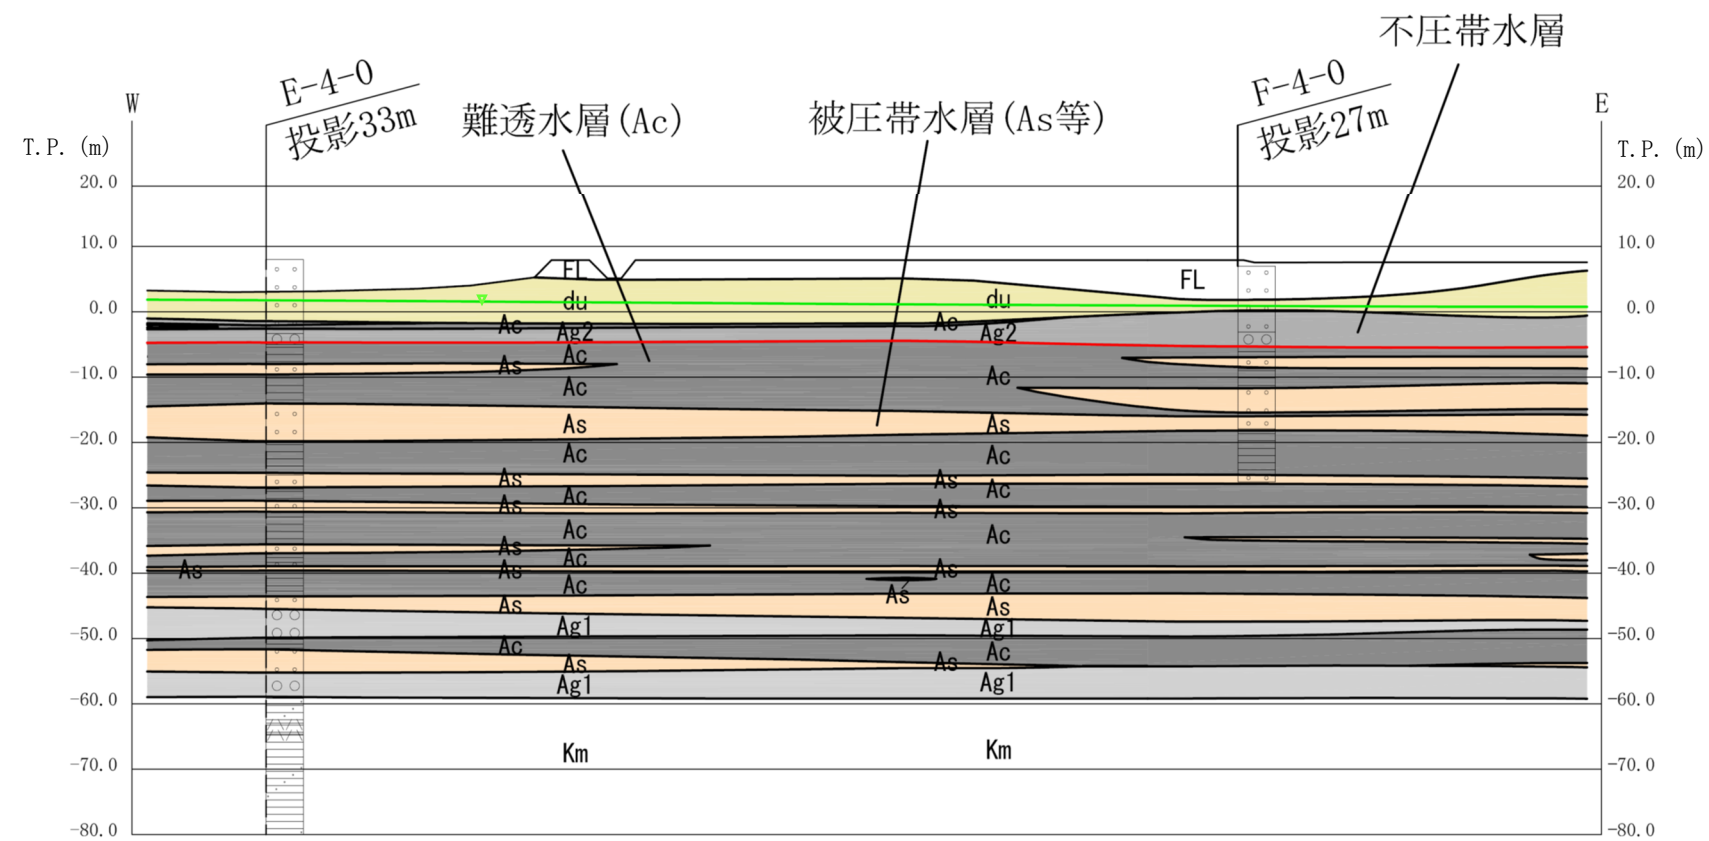 不圧帯水層
E-4-0
投影33m
F-4-0
投影27m
難透水層(Ac)
被圧帯水層(As等)
W
E
T.P. (m)
T.P. (m)
20.0
20.0
10.0
10.0
0.0
0.0
-10.0
-10.0
-20.0
-20.0
-30.0
-30.0
-40.0
-40.0
-50.0
-50.0
-60.0
-60.0
-70.0
-70.0
-80.0
-80.0
FL
FL
du
du
Ac
Ac
Ag2
Ag2
Ac
As
Ac
Ac
As
As
Ac
Ac
As
As
Ac
Ac
As
As
Ac
Ac
As
Ac
As
As
As
Ac
Ac
As
As
As
Ag1
Ag1
Ac
Ac
As
As
Ag1
Ag1
Km
Km